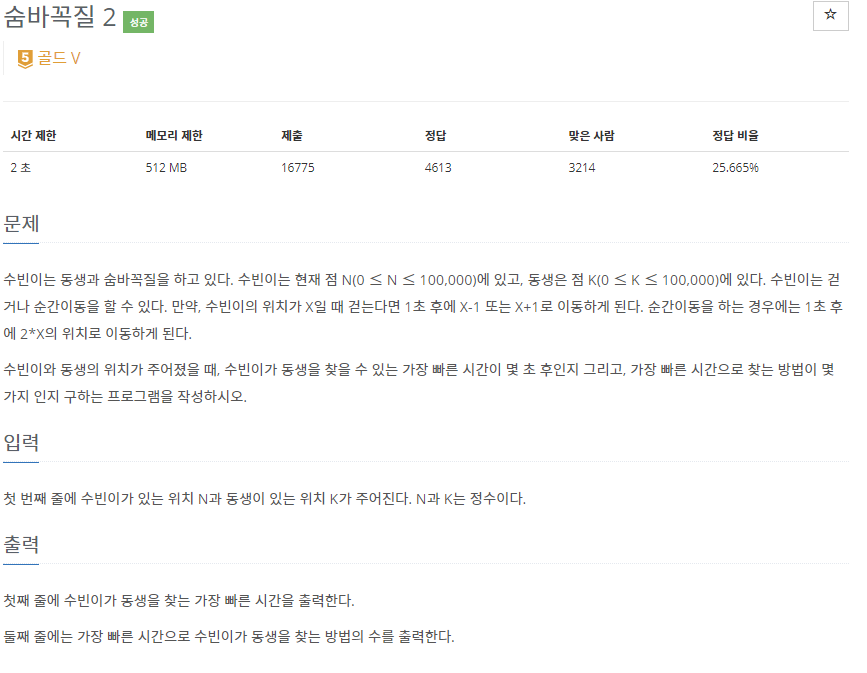 숨바꼭질 2 성공
☆
5 골드 V
시간 제한 메모리 제한 제출 정답 맞은 사람 정답 비율
2 초 512 MB 16775 4613 3214 25.665%
문제
수빈이는 동생과 숨바꼭질을 하고 있다. 수빈이는 현재 점 N(0 ≤ N ≤ 100,000)에 있고, 동생은 점 K(0 ≤ K ≤ 100,000)에 있다. 수빈이는 걷
거나 순간이동을 할 수 있다. 만약, 수빈이의 위치가 X일 때 걷는다면 1초 후에 X-1 또는 X+1로 이동하게 된다. 순간이동을 하는 경우에는 1초 후
에 2*X의 위치로 이동하게 된다.
수빈이와 동생의 위치가 주어졌을 때, 수빈이가 동생을 찾을 수 있는 가장 빠른 시간이 몇 초 후인지 그리고, 가장 빠른 시간으로 찾는 방법이 몇
가지 인지 구하는 프로그램을 작성하시오.
입력
첫 번째 줄에 수빈이가 있는 위치 N과 동생이 있는 위치 K가 주어진다. N과 K는 정수이다.
출력
첫째 줄에 수빈이가 동생을 찾는 가장 빠른 시간을 출력한다.
둘째 줄에는 가장 빠른 시간으로 수빈이가 동생을 찾는 방법의 수를 출력한다.